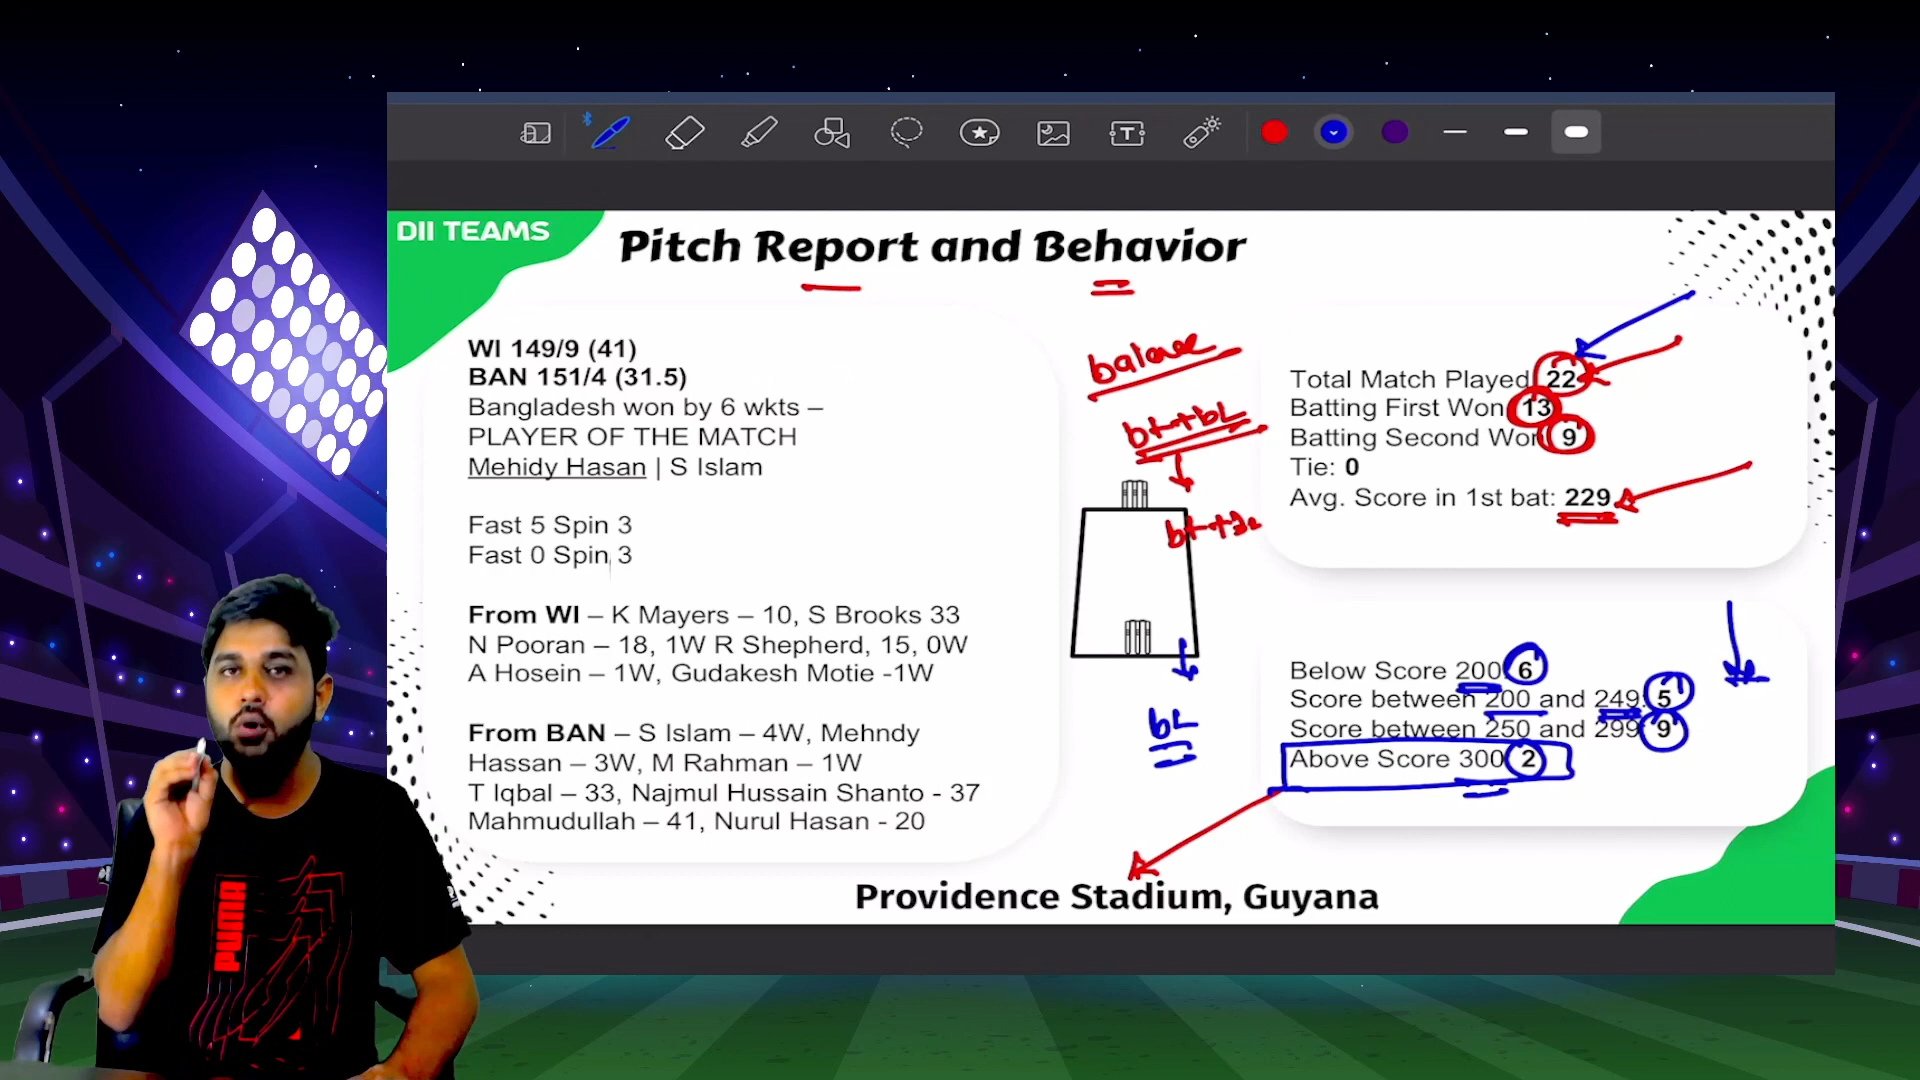 DII TEAMS
Pitch Report and Behavior
WI 149/9 (41)
BAN 151/4 (31.5)
Bangladesh won by 6 wkts –
PLAYER OF THE MATCH
Mehidy Hasan | S Islam
Fast 5 Spin 3
Fast 0 Spin 3
From WI – K Mayers – 10, S Brooks 33
N Pooran – 18, 1W R Shepherd, 15, 0W
A Hosein – 1W, Gudakesh Motie -1W
From BAN – S Islam – 4W, Mehndy
Hassan – 3W, M Rahman – 1W
T Iqbal – 33, Najmul Hussain Shanto - 37
Mahmudullah – 41, Nurul Hasan - 20
bt++bL
bL
Total Match Played 22
Batting First Won 13
Batting Second Won 9
Tie: 0
Avg. Score in 1st bat: 229
Below Score 200 6
Score between 200 and 249 5
Score between 250 and 299 9
Above Score 300 2
Providence Stadium, Guyana
PUMA